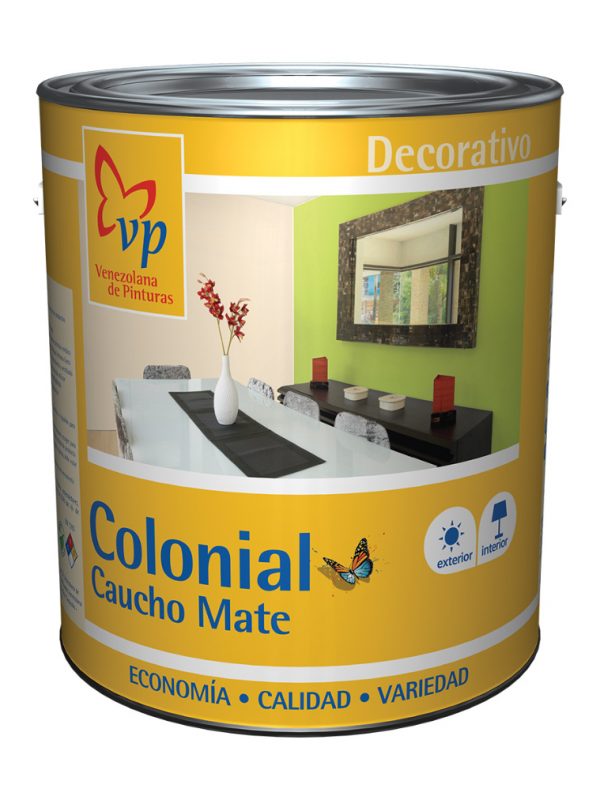 Decorativo
vp
Venezolana
de Pinturas
Colonial
Caucho Mate
exterior
interior
ECONOMÍA • CALIDAD • VARIEDAD